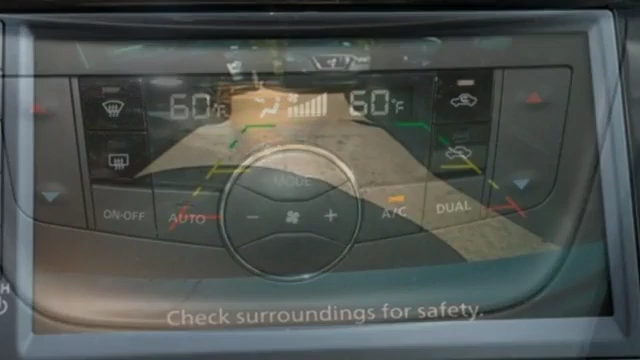 60°F 60°F
MODE
ON-OFF AUTO A/C DUAL
− +
Check surroundings for safety.
H